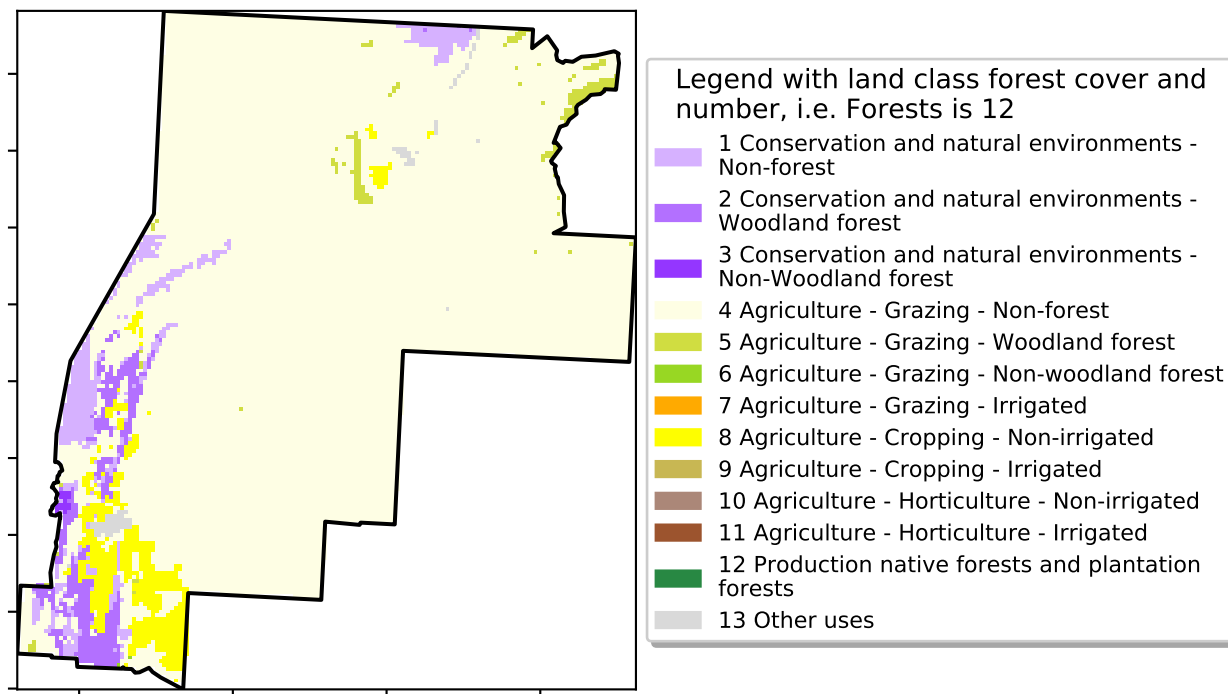 Legend with land class forest cover and
number, i.e. Forests is 12
1 Conservation and natural environments -
Non-forest
2 Conservation and natural environments -
Woodland forest
3 Conservation and natural environments -
Non-Woodland forest
4 Agriculture - Grazing - Non-forest
5 Agriculture - Grazing - Woodland forest
6 Agriculture - Grazing - Non-woodland forest
7 Agriculture - Grazing - Irrigated
8 Agriculture - Cropping - Non-irrigated
9 Agriculture - Cropping - Irrigated
10 Agriculture - Horticulture - Non-irrigated
11 Agriculture - Horticulture - Irrigated
12 Production native forests and plantation
forests
13 Other uses